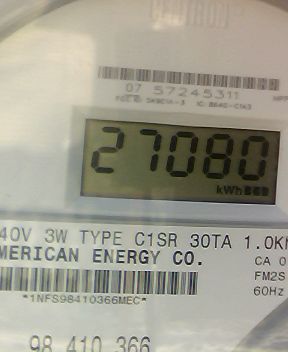 CENTRON
07 57245311
27080
kWh
40V 3W TYPE C1SR 30TA 1.0K
MERICAN ENERGY CO.
CA 0
FM2S
60Hz
*1NFS98410366MEC*
98 410 366